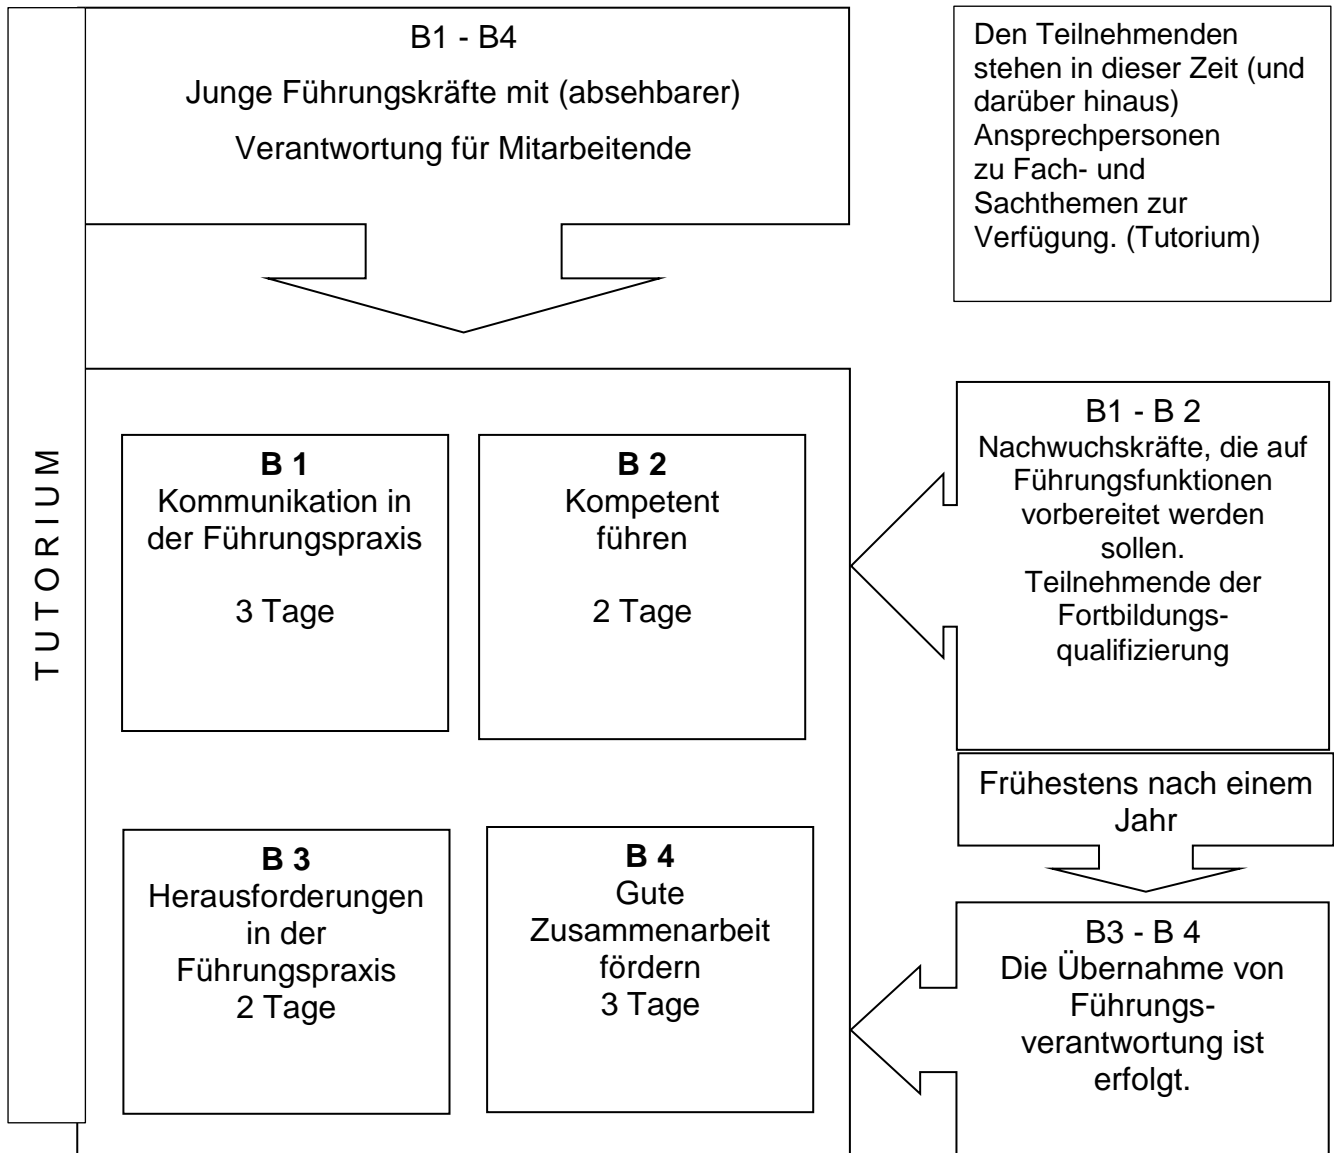 TUTORIUM
B1 - B4
Junge Führungskräfte mit (absehbarer)
Verantwortung für Mitarbeitende
Den Teilnehmenden
stehen in dieser Zeit (und
darüber hinaus)
Ansprechpersonen
zu Fach- und
Sachthemen zur
Verfügung. (Tutorium)
B 1
Kommunikation in
der Führungspraxis
3 Tage
B 2
Kompetent
führen
2 Tage
B1 - B 2
Nachwuchskräfte, die auf
Führungsfunktionen
vorbereitet werden
sollen.
Teilnehmende der
Fortbildungs-
qualifizierung
Frühestens nach einem
Jahr
B 3
Herausforderungen
in der
Führungspraxis
2 Tage
B 4
Gute
Zusammenarbeit
fördern
3 Tage
B3 - B 4
Die Übernahme von
Führungs-
verantwortung ist
erfolgt.